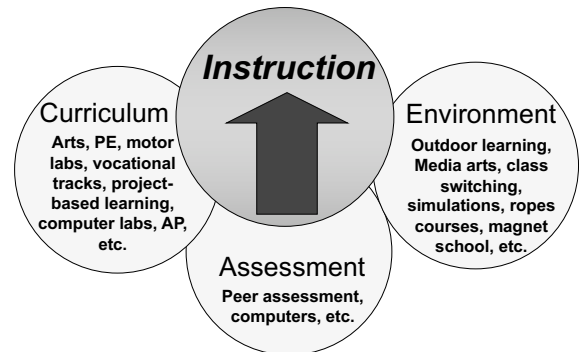 Instruction
Curriculum
Arts, PE, motor
labs, vocational
tracks, project-
based learning,
computer labs, AP,
etc.
Environment
Outdoor learning,
Media arts, class
switching,
simulations, ropes
courses, magnet
school, etc.
Assessment
Peer assessment,
computers, etc.